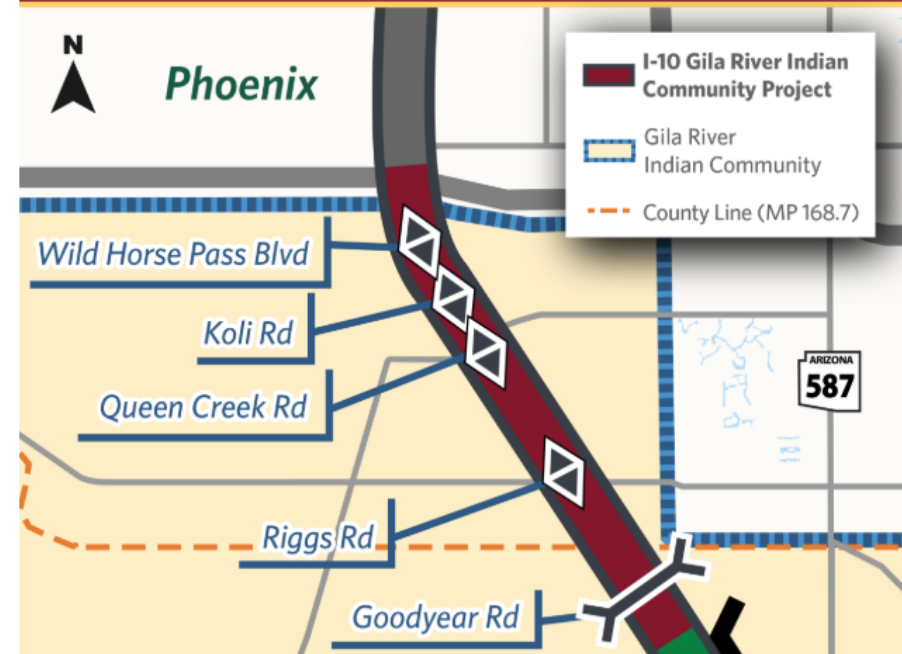 N
Phoenix
I-10 Gila River Indian
Community Project
Gila River
Indian Community
County Line (MP 168.7)
Wild Horse Pass Blvd
Koli Rd
Queen Creek Rd
ARIZONA
587
Riggs Rd
Goodyear Rd